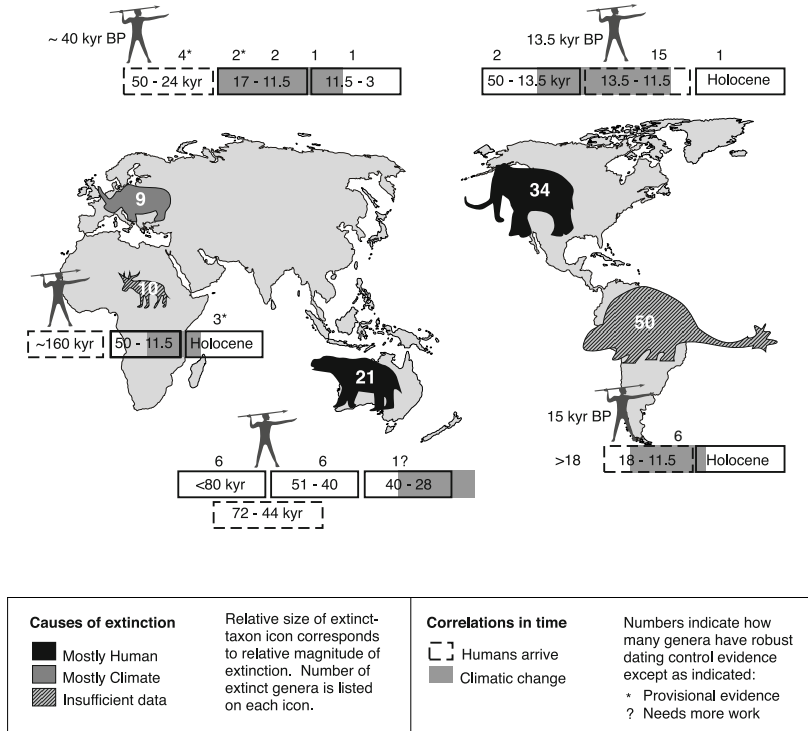 ~ 40 kyr BP
4* 2* 2 1 1
50 - 24 kyr 17 - 11.5 11.5 - 3
13.5 kyr BP
2 15 1
50 - 13.5 kyr 13.5 - 11.5 Holocene
9
34
10
3*
~160 kyr 50 - 11.5 Holocene
50
21
15 kyr BP
6
>18 18 - 11.5 Holocene
6 6 1?
<80 kyr 51 - 40 40 - 28
72 - 44 kyr
Causes of extinction
Mostly Human
Mostly Climate
Insufficient data
Relative size of extinct-
taxon icon corresponds
to relative magnitude of
extinction. Number of
extinct genera is listed
on each icon.
Correlations in time
Humans arrive
Climatic change
Numbers indicate how
many genera have robust
dating control evidence
except as indicated:
* Provisional evidence
? Needs more work